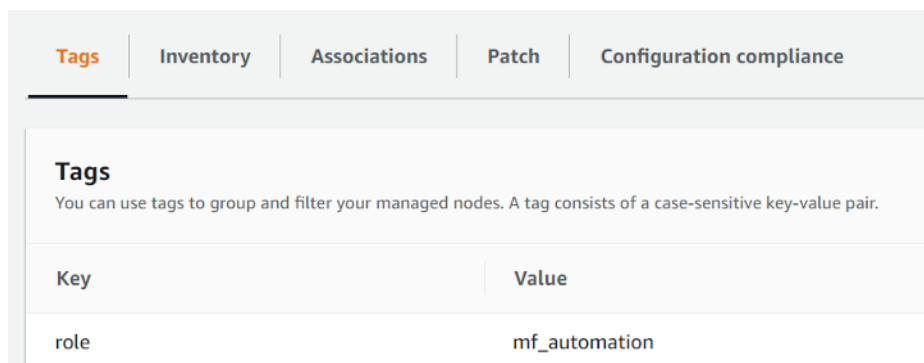 Tags Inventory Associations Patch Configuration compliance
Tags
You can use tags to group and filter your managed nodes. A tag consists of a case-sensitive key-value pair.
Key Value
role mf_automation